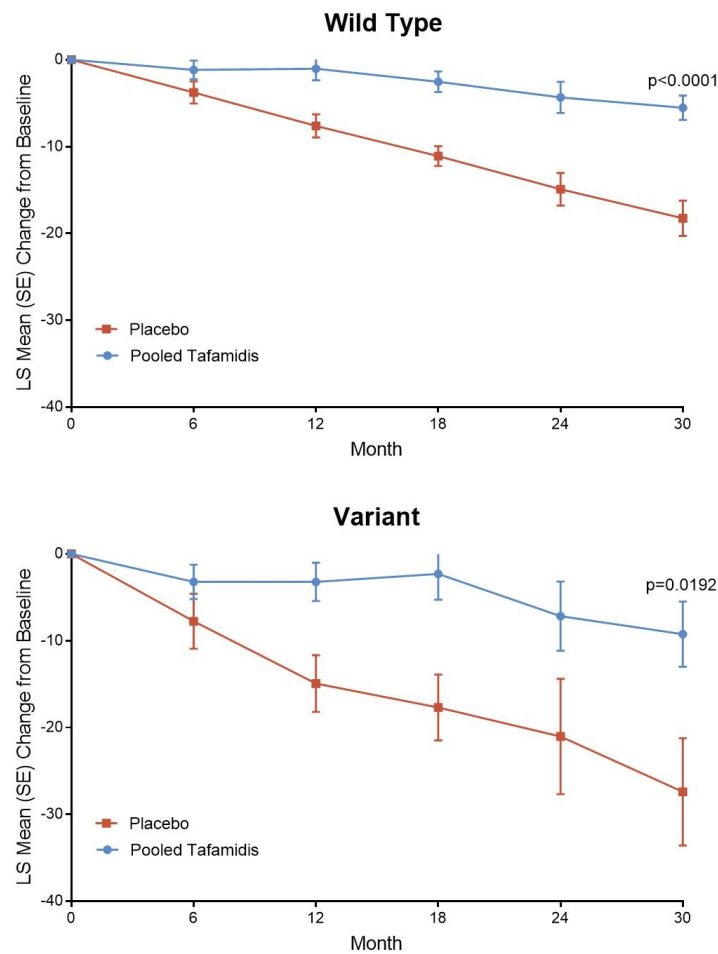 Wild Type
LS Mean (SE) Change from Baseline
0
-10
-20
-30
-40
p<0.0001
Placebo
Pooled Tafamidis
0 6 12 18 24 30
Month
Variant
LS Mean (SE) Change from Baseline
0
-10
-20
-30
-40
p=0.0192
Placebo
Pooled Tafamidis
0 6 12 18 24 30
Month